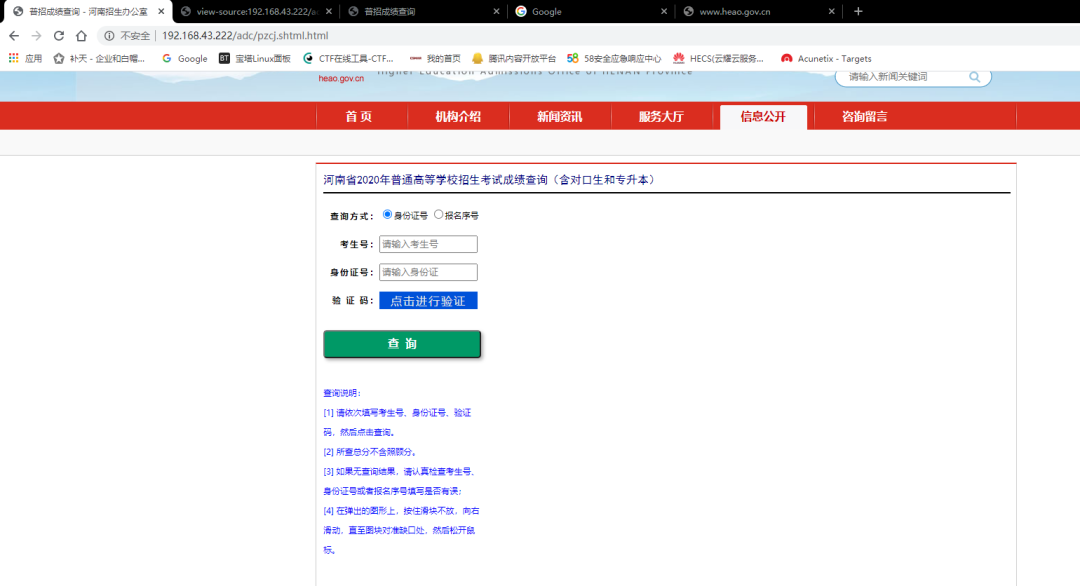 普招成绩查询 - 河南招生办公室
view-source:192.168.43.222/a
普招成绩查询
Google
www.heao.gov.cn
不安全 192.168.43.222/adc/pzcj.shtml.html
应用
补天 - 企业和白帽...
Google
BT 宝塔Linux面板
CTF在线工具-CTF...
我的首页
腾讯内容开放平台
58 58安全应急响应中心
HECS(云耀云服务...
Acunetix - Targets
heao.gov.cn
Higher Education Admissions Office of HENAN Province
请输入新闻关键词
首 页
机构介绍
新闻资讯
服务大厅
信息公开
咨询留言
河南省2020年普通高等学校招生考试成绩查询（含对口生和专升本）
查询方式： 身份证号 报名序号
考生号： 请输入考生号
身份证号： 请输入身份证
验 证 码： 点击进行验证
查 询
查询说明：
[1] 请依次填写考生号、身份证号、验证
码，然后点击查询。
[2] 所查总分不含照顾分。
[3] 如果无查询结果，请认真检查考生号、
身份证号或者报名序号填写是否有误；
[4] 在弹出的图形上，按住滑块不放，向右
滑动，直至图块对准缺口处，然后松开鼠
标。